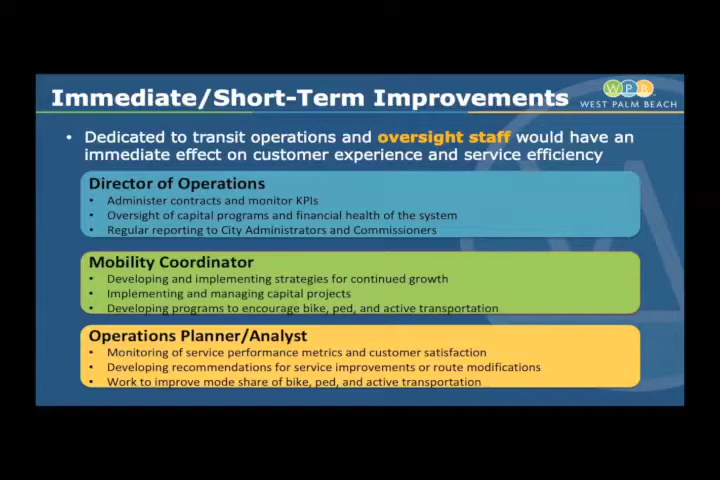 Immediate/Short-Term Improvements
WPB
WEST PALM BEACH
• Dedicated to transit operations and oversight staff would have an
immediate effect on customer experience and service efficiency
Director of Operations
• Administer contracts and monitor KPIs
• Oversight of capital programs and financial health of the system
• Regular reporting to City Administrators and Commissioners
Mobility Coordinator
• Developing and implementing strategies for continued growth
• Implementing and managing capital projects
• Developing programs to encourage bike, ped, and active transportation
Operations Planner/Analyst
• Monitoring of service performance metrics and customer satisfaction
• Developing recommendations for service improvements or route modifications
• Work to improve mode share of bike, ped, and active transportation